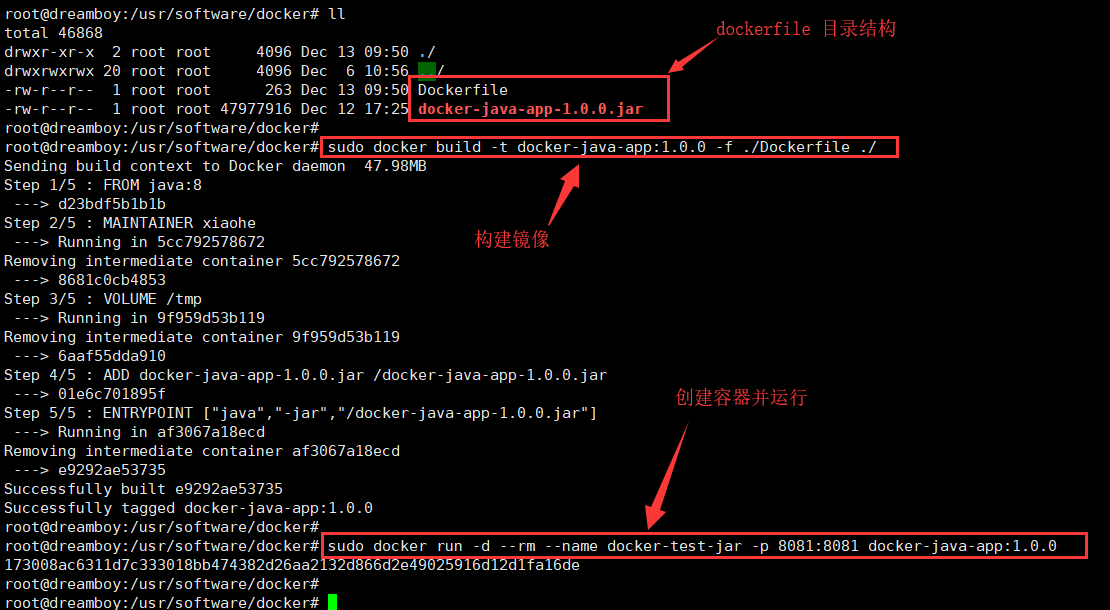 root@dreamboy:/usr/software/docker# ll
total 46868
dockerfile 目录结构
drwxr-xr-x  2 root root     4096 Dec 13 09:50 ./
drwxrwxrwx 20 root root     4096 Dec  6 10:56 ../
-rw-r--r--  1 root root      263 Dec 13 09:50 Dockerfile
-rw-r--r--  1 root root 47977916 Dec 12 17:25 docker-java-app-1.0.0.jar
root@dreamboy:/usr/software/docker#
root@dreamboy:/usr/software/docker# sudo docker build -t docker-java-app:1.0.0 -f ./Dockerfile ./
Sending build context to Docker daemon  47.98MB
Step 1/5 : FROM java:8
 ---> d23bdf5b1b1b
Step 2/5 : MAINTAINER xiaohe
 ---> Running in 5cc792578672
构建镜像
Removing intermediate container 5cc792578672
 ---> 8681c0cb4853
Step 3/5 : VOLUME /tmp
 ---> Running in 9f959d53b119
Removing intermediate container 9f959d53b119
 ---> 6aaf55dda910
Step 4/5 : ADD docker-java-app-1.0.0.jar /docker-java-app-1.0.0.jar
 ---> 01e6c701895f
创建容器并运行
Step 5/5 : ENTRYPOINT ["java","-jar","/docker-java-app-1.0.0.jar"]
 ---> Running in af3067a18ecd
Removing intermediate container af3067a18ecd
 ---> e9292ae53735
Successfully built e9292ae53735
Successfully tagged docker-java-app:1.0.0
root@dreamboy:/usr/software/docker#
root@dreamboy:/usr/software/docker# sudo docker run -d --rm --name docker-test-jar -p 8081:8081 docker-java-app:1.0.0
173008ac6311d7c333018bb474382d26aa2132d866d2e49025916d12d1fa16de
root@dreamboy:/usr/software/docker#
root@dreamboy:/usr/software/docker#